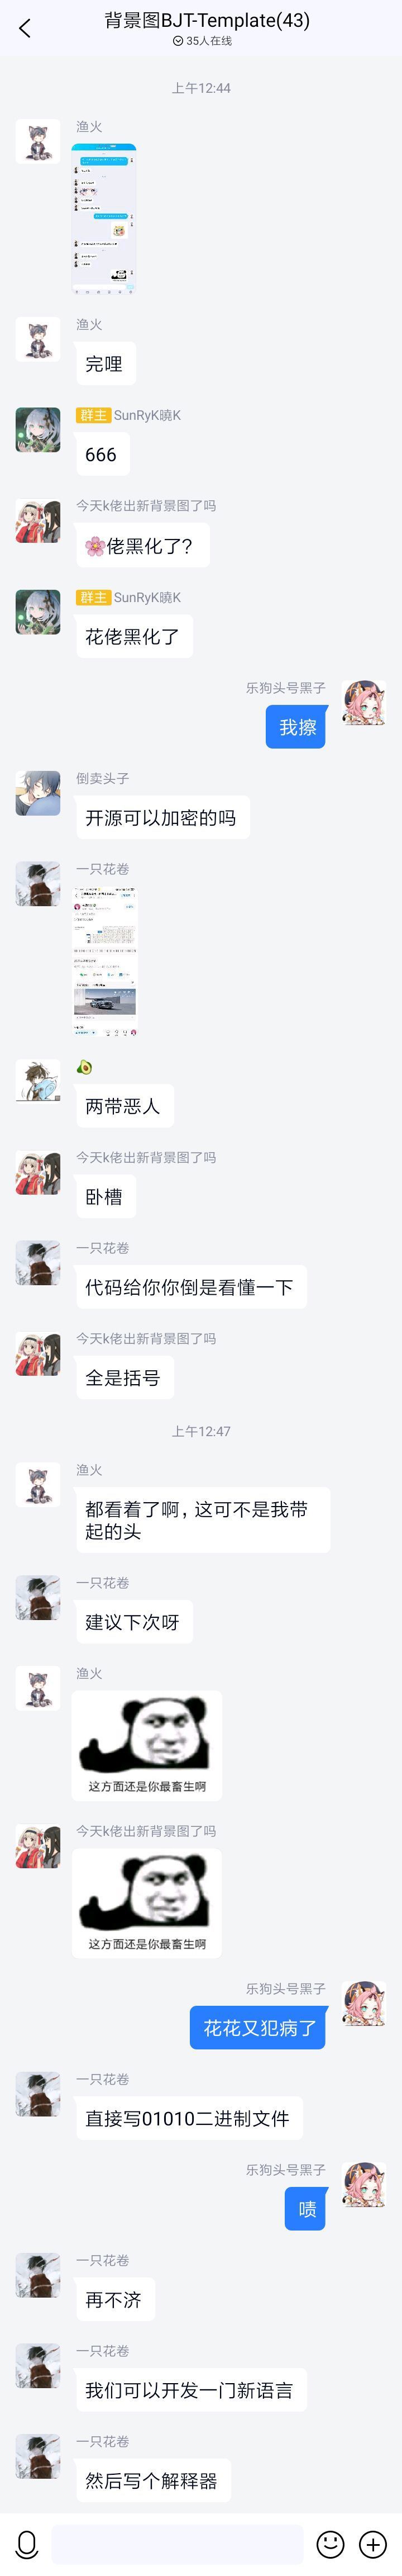 背景图BJT-Template(43)
35人在线
上午12:44
渔火
渔火
完哩
群主 SunRyK曉K
666
今天k佬出新背景图了吗
🌸佬黑化了?
群主 SunRyK曉K
花佬黑化了
乐狗头号黑子
我擦
倒卖头子
开源可以加密的吗
一只花卷
🥑
两带恶人
今天k佬出新背景图了吗
卧槽
一只花卷
代码给你你倒是看懂一下
今天k佬出新背景图了吗
全是括号
上午12:47
渔火
都看着了啊，这可不是我带
起的头
一只花卷
建议下次呀
渔火
这方面还是你最畜生啊
今天k佬出新背景图了吗
这方面还是你最畜生啊
乐狗头号黑子
花花又犯病了
一只花卷
直接写01010二进制文件
乐狗头号黑子
啧
一只花卷
再不济
一只花卷
我们可以开发一门新语言
一只花卷
然后写个解释器